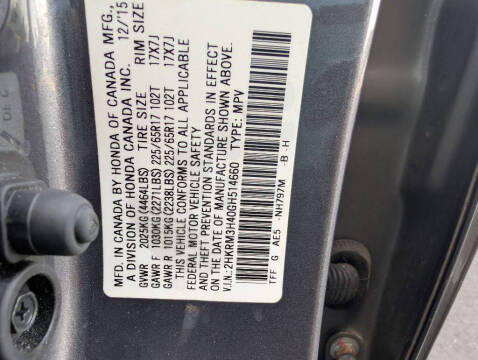 MFD. IN CANADA BY HONDA OF CANADA MFG.,
A DIVISION OF HONDA CANADA INC. 12/'15
GVWR 2025KG(4464LBS) TIRE SIZE RIM SIZE
GAWR F 1030KG(2271LBS) 225/65R17 102T 17X7J
GAWR R 1015KG(2238LBS) 225/65R17 102T 17X7J
THIS VEHICLE CONFORMS TO ALL APPLICABLE
FEDERAL MOTOR VEHICLE SAFETY
AND THEFT PREVENTION STANDARDS IN EFFECT
ON THE DATE OF MANUFACTURE SHOWN ABOVE.
V.I.N.:2HKRM3H40GH514660 TYPE: MPV
TFF G AE5 -NH797M -B -H